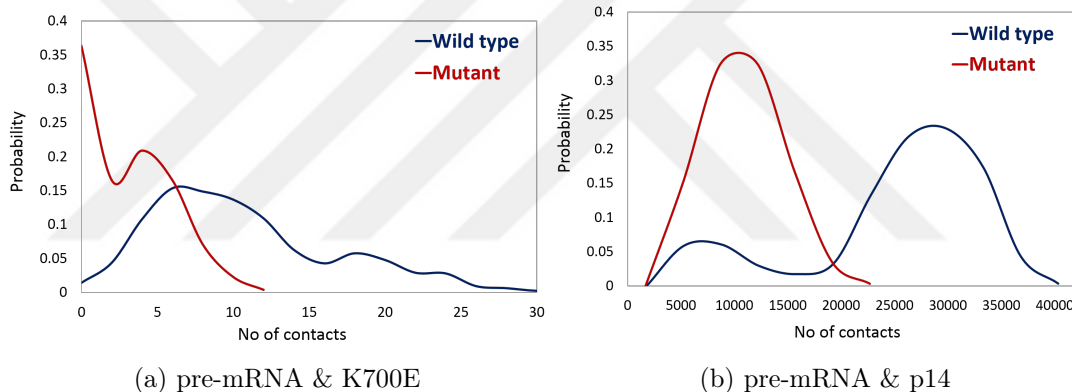 0.4
0.35
0.3
0.25
0.2
0.15
0.1
0.05
0
Probability
Wild type
Mutant
0 5 10 15 20 25 30
No of contacts
(a) pre-mRNA & K700E
0.4
0.35
0.3
0.25
0.2
0.15
0.1
0.05
0
Probability
Wild type
Mutant
0 5000 10000 15000 20000 25000 30000 35000 40000
No of contacts
(b) pre-mRNA & p14